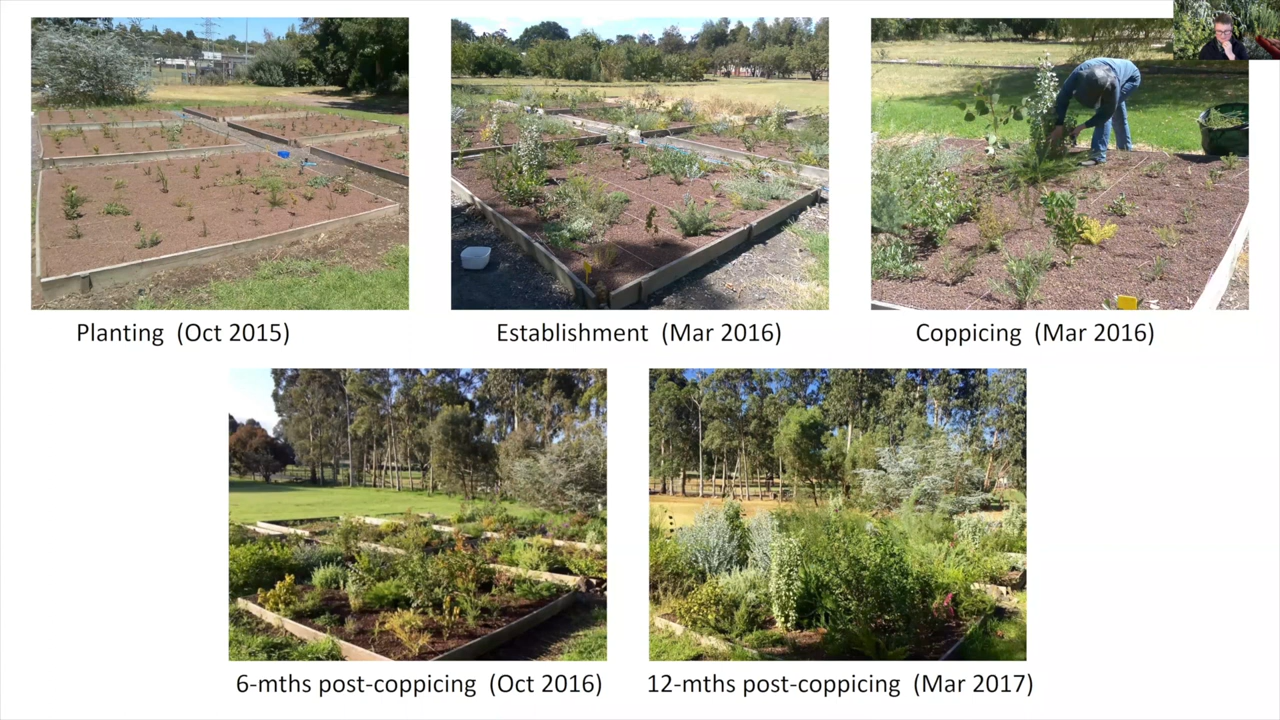 Planting (Oct 2015)
Establishment (Mar 2016)
Coppicing (Mar 2016)
6-mths post-coppicing (Oct 2016)
12-mths post-coppicing (Mar 2017)